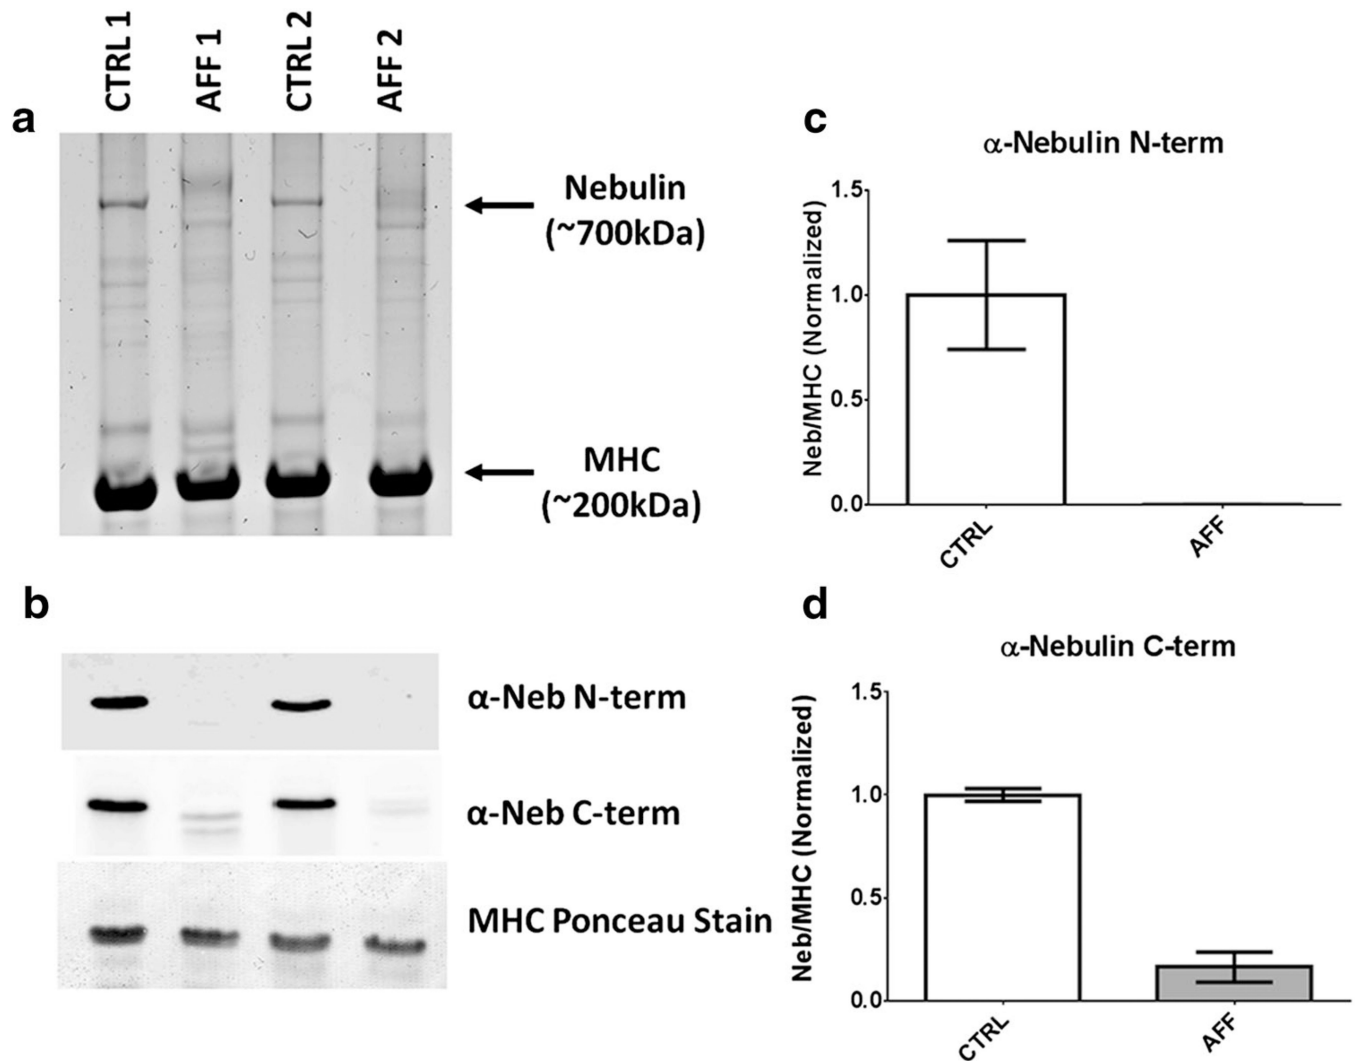 a
CTRL 1
AFF 1
CTRL 2
AFF 2
Nebulin
(~700kDa)
MHC
(~200kDa)
b
α-Neb N-term
α-Neb C-term
MHC Ponceau Stain
c
α-Nebulin N-term
Neb/MHC (Normalized)
1.5
1.0
0.5
0.0
CTRL
AFF
d
α-Nebulin C-term
Neb/MHC (Normalized)
1.5
1.0
0.5
0.0
CTRL
AFF